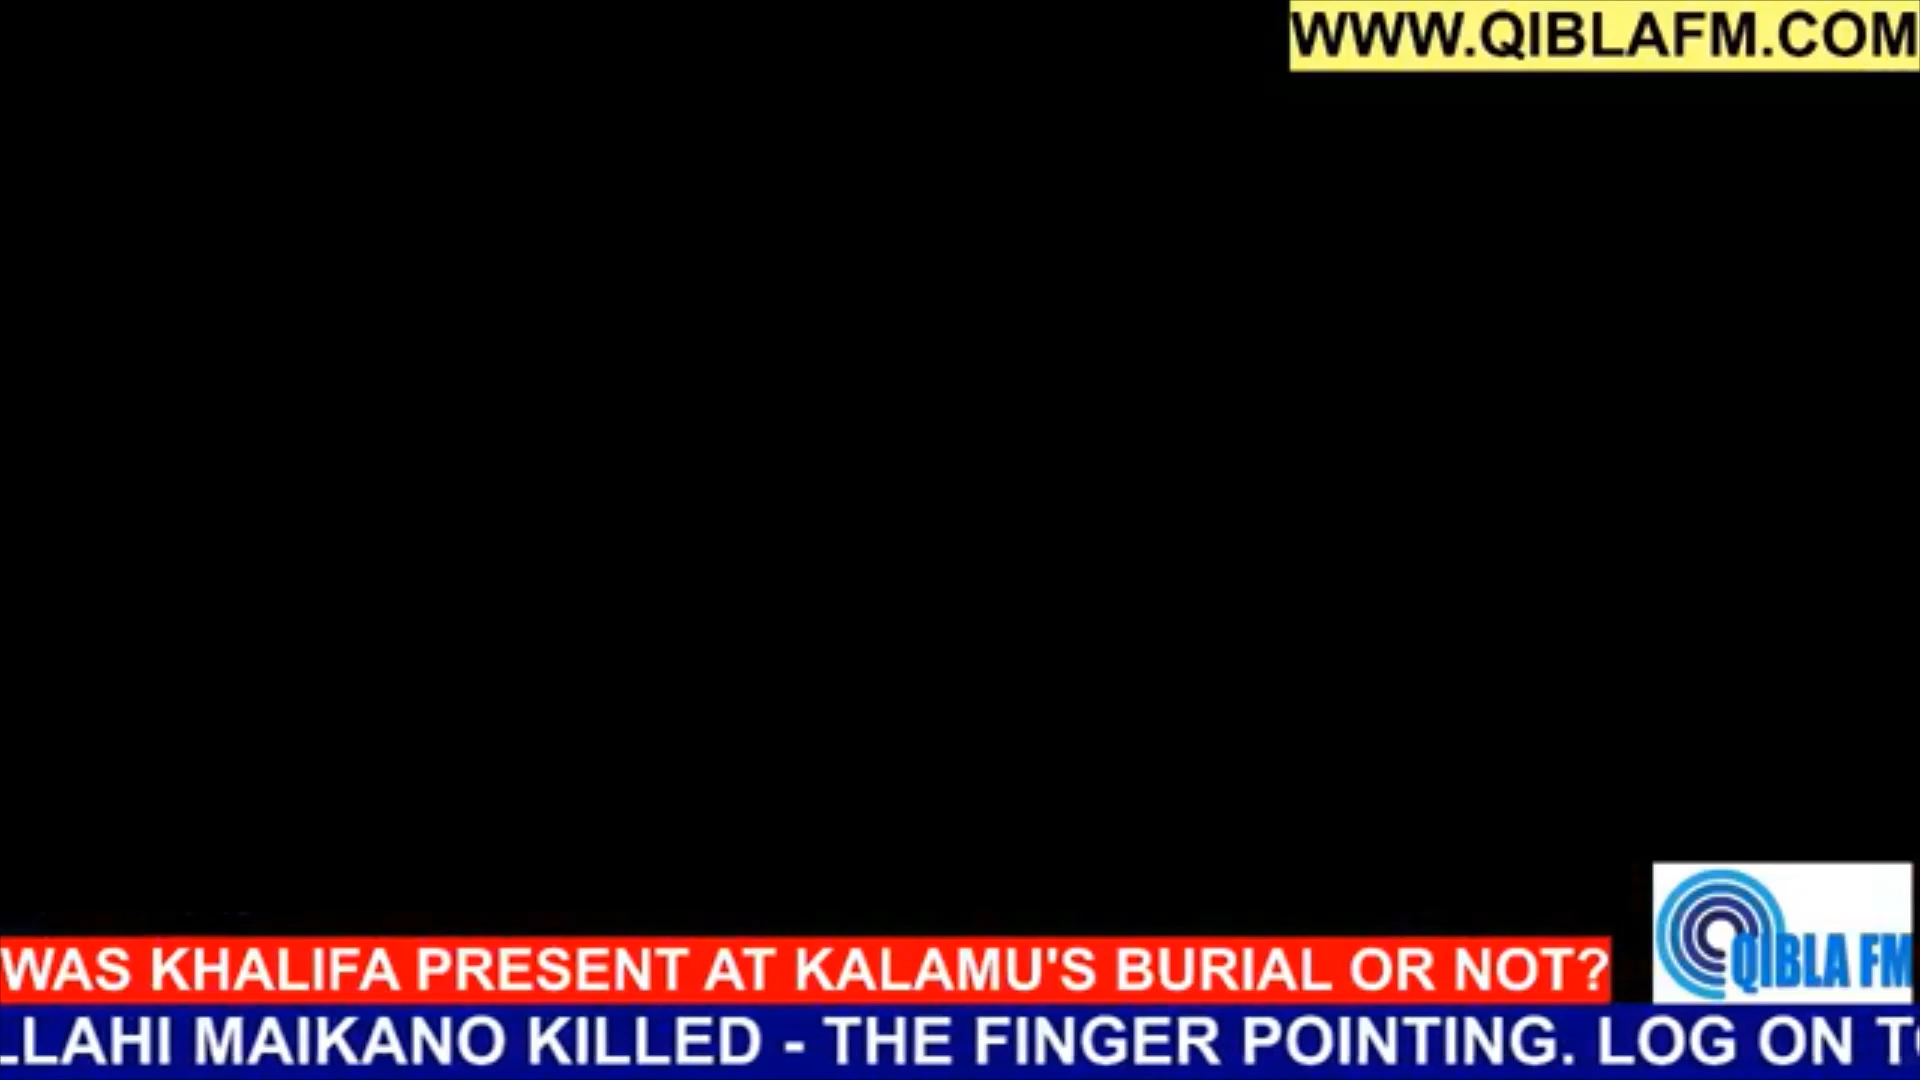 WWW.QIBLAFM.COM
WAS KHALIFA PRESENT AT KALAMU'S BURIAL OR NOT?
QIBLA FM
LLAHI MAIKANO KILLED - THE FINGER POINTING. LOG ON